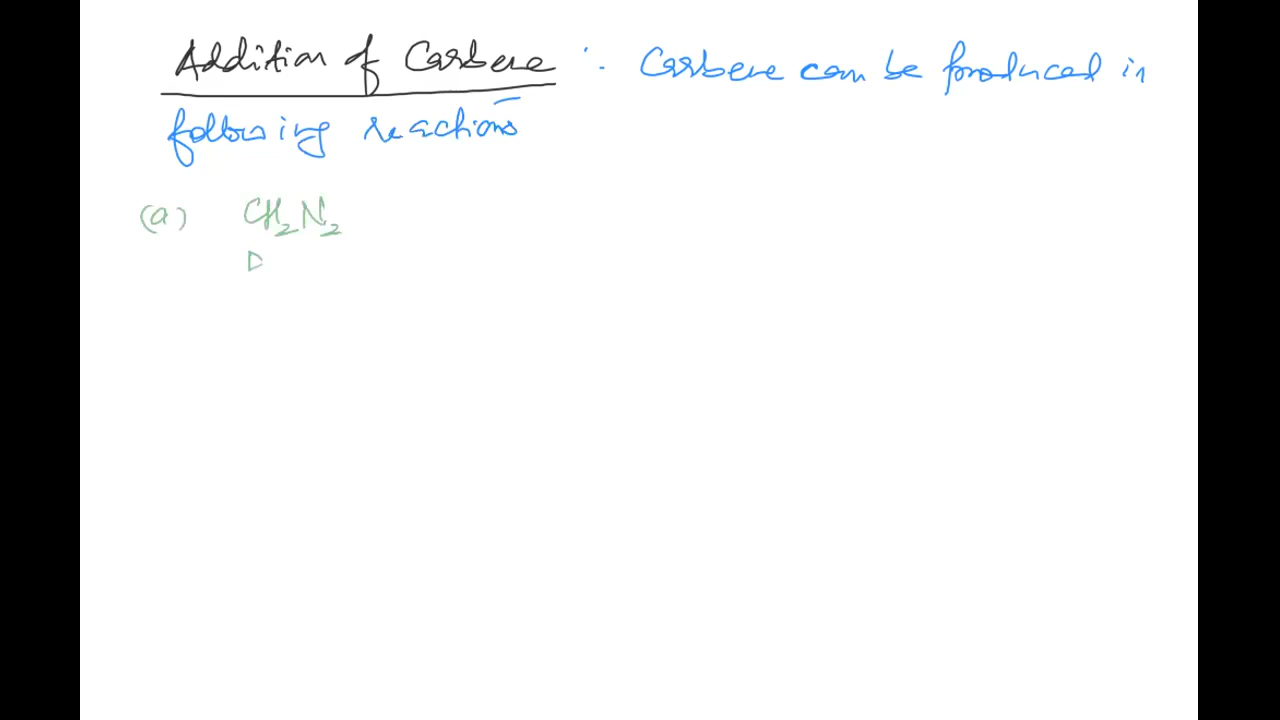 Addition of Carbene : Carbene can be produced in
following reactions
(a) CH₂N₂
D